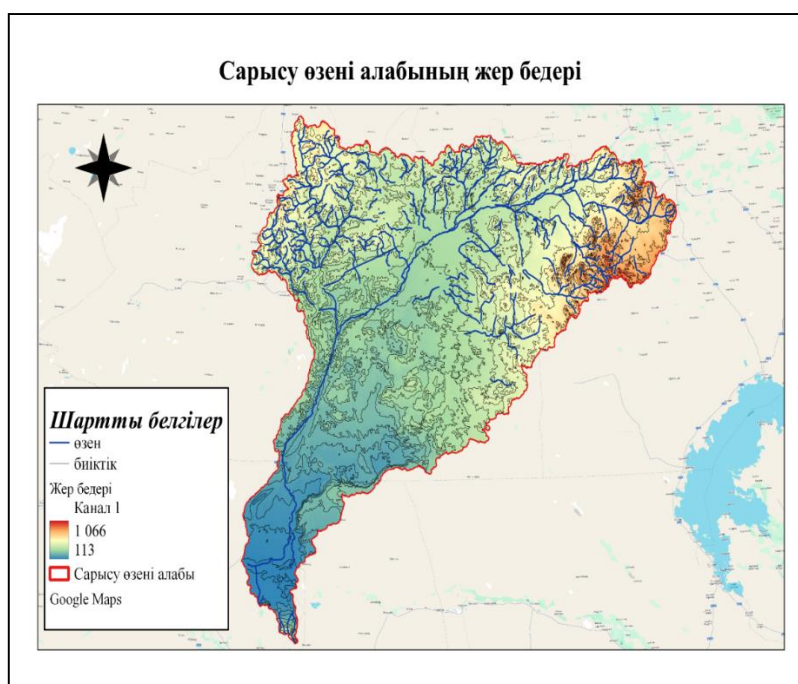 Сарысу өзені алабының жер бедері
Шартты белгілер
өзен
биіктік
Жер бедері
Канал 1
1 066
113
Сарысу өзені алабы
Google Maps